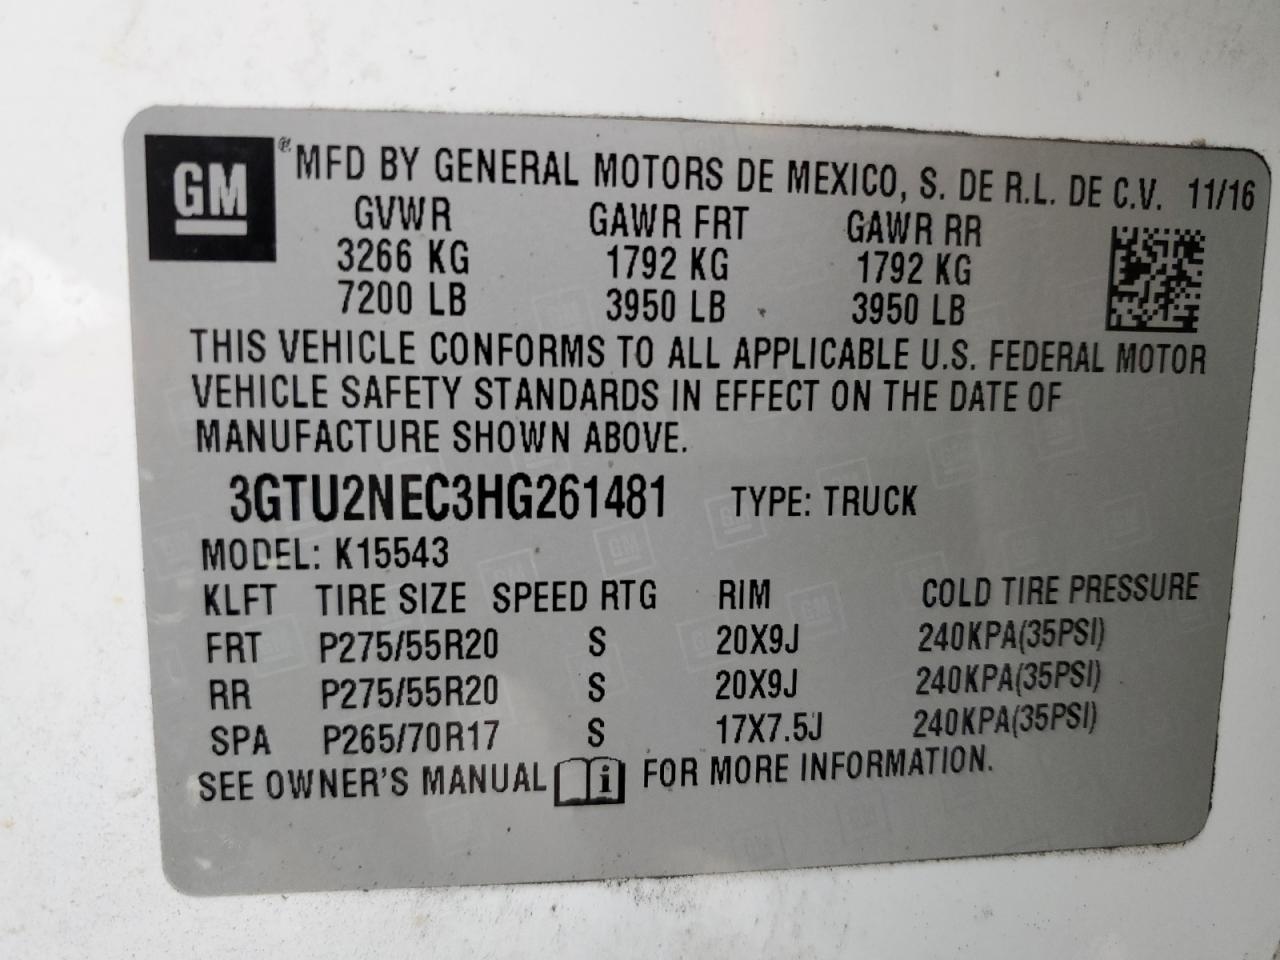 GM ® MFD BY GENERAL MOTORS DE MEXICO, S. DE R.L. DE C.V. 11/16
GVWR GAWR FRT GAWR RR
3266 KG 1792 KG 1792 KG
7200 LB 3950 LB 3950 LB
THIS VEHICLE CONFORMS TO ALL APPLICABLE U.S. FEDERAL MOTOR
VEHICLE SAFETY STANDARDS IN EFFECT ON THE DATE OF
MANUFACTURE SHOWN ABOVE.
3GTU2NEC3HG261481 TYPE: TRUCK
MODEL: K15543
KLFT TIRE SIZE SPEED RTG RIM COLD TIRE PRESSURE
FRT P275/55R20 S 20X9J 240KPA(35PSI)
RR P275/55R20 S 20X9J 240KPA(35PSI)
SPA P265/70R17 S 17X7.5J 240KPA(35PSI)
SEE OWNER'S MANUAL i FOR MORE INFORMATION.